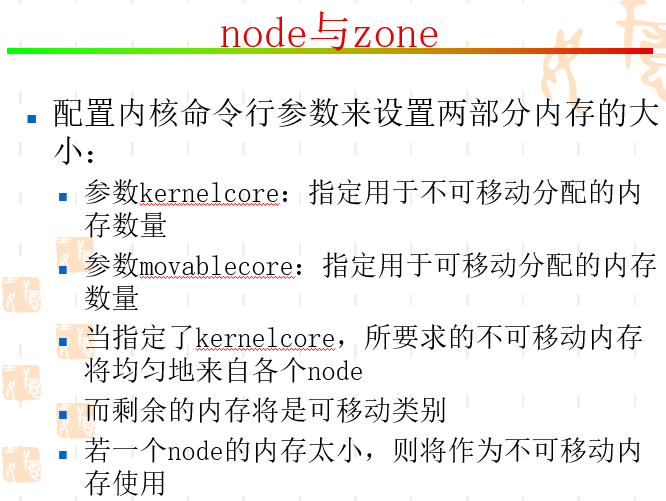 node与zone
配置内核命令行参数来设置两部分内存的大
小：
参数kernelcore：指定用于不可移动分配的内
存数量
参数movablecore：指定用于可移动分配的内存
数量
当指定了kernelcore，所要求的不可移动内存
将均匀地来自各个node
而剩余的内存将是可移动类别
若一个node的内存太小，则将作为不可移动内
存使用